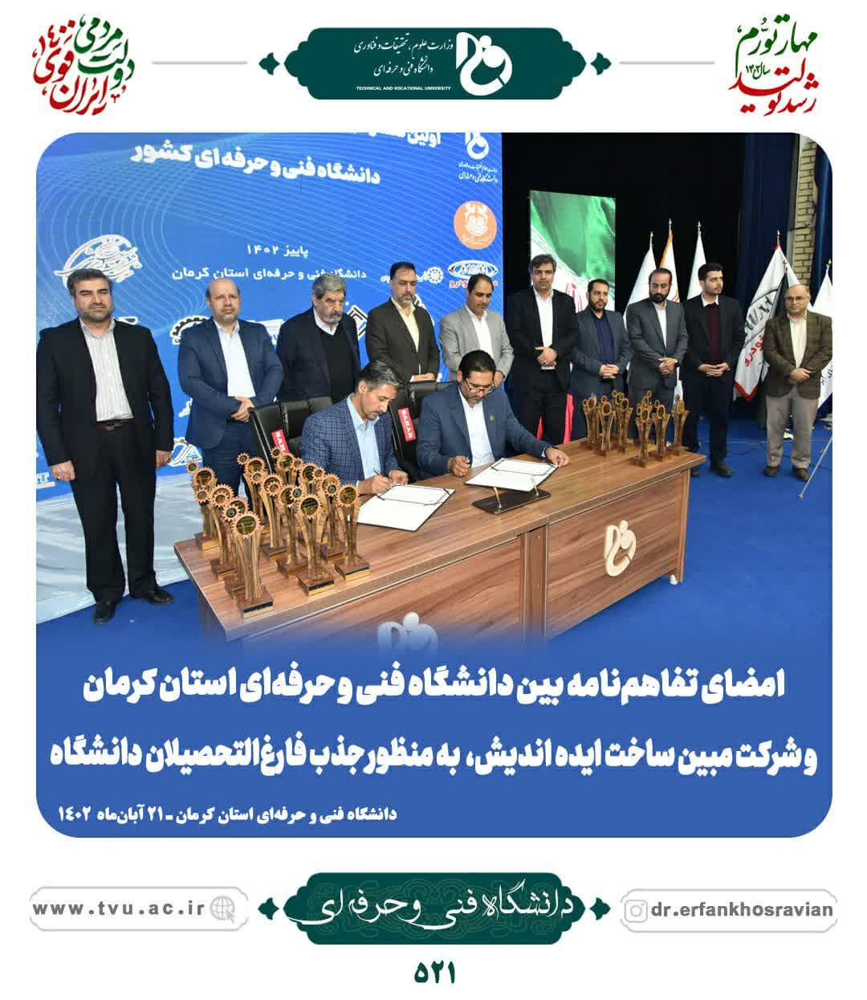 مهار تورم
سال ۱۴۰۲
رشد تولید
وزارت علوم، تحقیقات و فناوری
دانشگاه فنی و حرفه ای
TECHNICAL AND VOCATIONAL UNIVERSITY
دولت مردمی
ایران قوی
اولین
دانشگاه فنی و حرفه ای کشور
پاییز ۱۴۰۲
دانشگاه فنی و حرفه‌ای استان کرمان
SAHAR
SAHAR
امضای تفاهم‌نامه بین دانشگاه فنی و حرفه‌ای استان کرمان
و شرکت مبین ساخت ایده اندیش، به منظور جذب فارغ‌التحصیلان دانشگاه
دانشگاه فنی و حرفه‌ای استان کرمان ـ ۲۱ آبان‌ماه ۱۴۰۲
www.tvu.ac.ir
دانشگاه فنی و حرفه ای
dr.erfankhosravian
۵۲۱